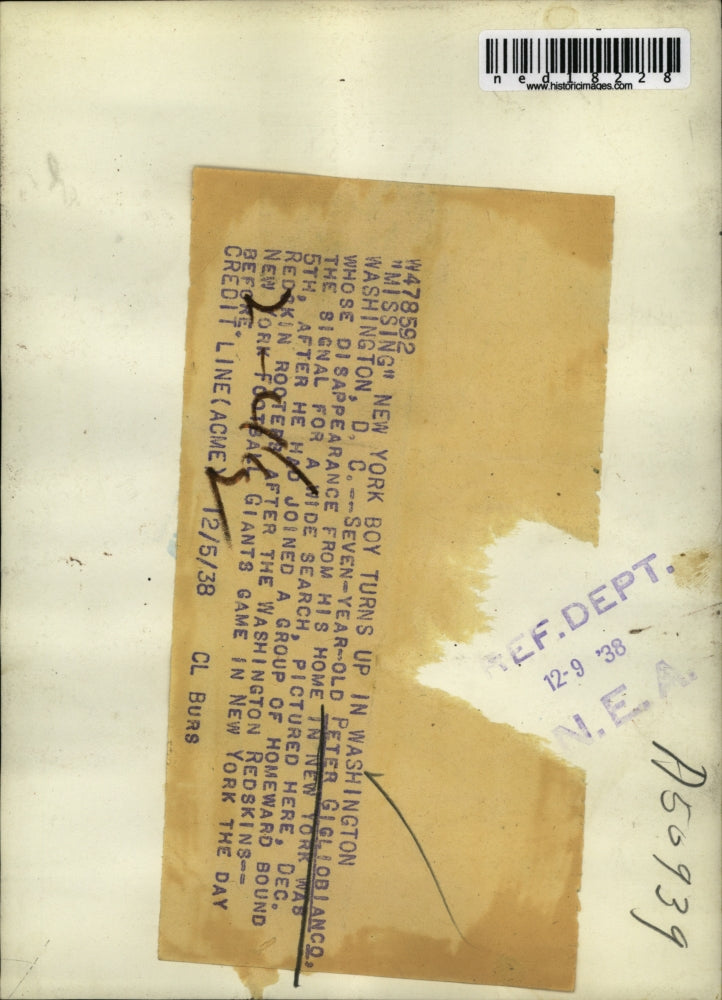 ned18228
www.historicimages.com
W478592
"MISSING" NEW YORK BOY TURNS UP IN WASHINGTON
WASHINGTON, D. C.--SEVEN-YEAR-OLD PETER GIGLIOBIANCO,
WHOSE DISAPPEARANCE FROM HIS HOME IN NEW YORK WAS
THE SIGNAL FOR A WIDE SEARCH, PICTURED HERE, DEC.
5TH, AFTER HE HAD JOINED A GROUP OF HOMEWARD BOUND
REDSKIN ROOTERS AFTER THE WASHINGTON REDSKINS--
NEW YORK FOOTBALL GIANTS GAME IN NEW YORK THE DAY
BEFORE.
CREDIT LINE (ACME) 12/5/38 CL BURS
REF. DEPT.
12-9 '38
N. E. A.
A50939